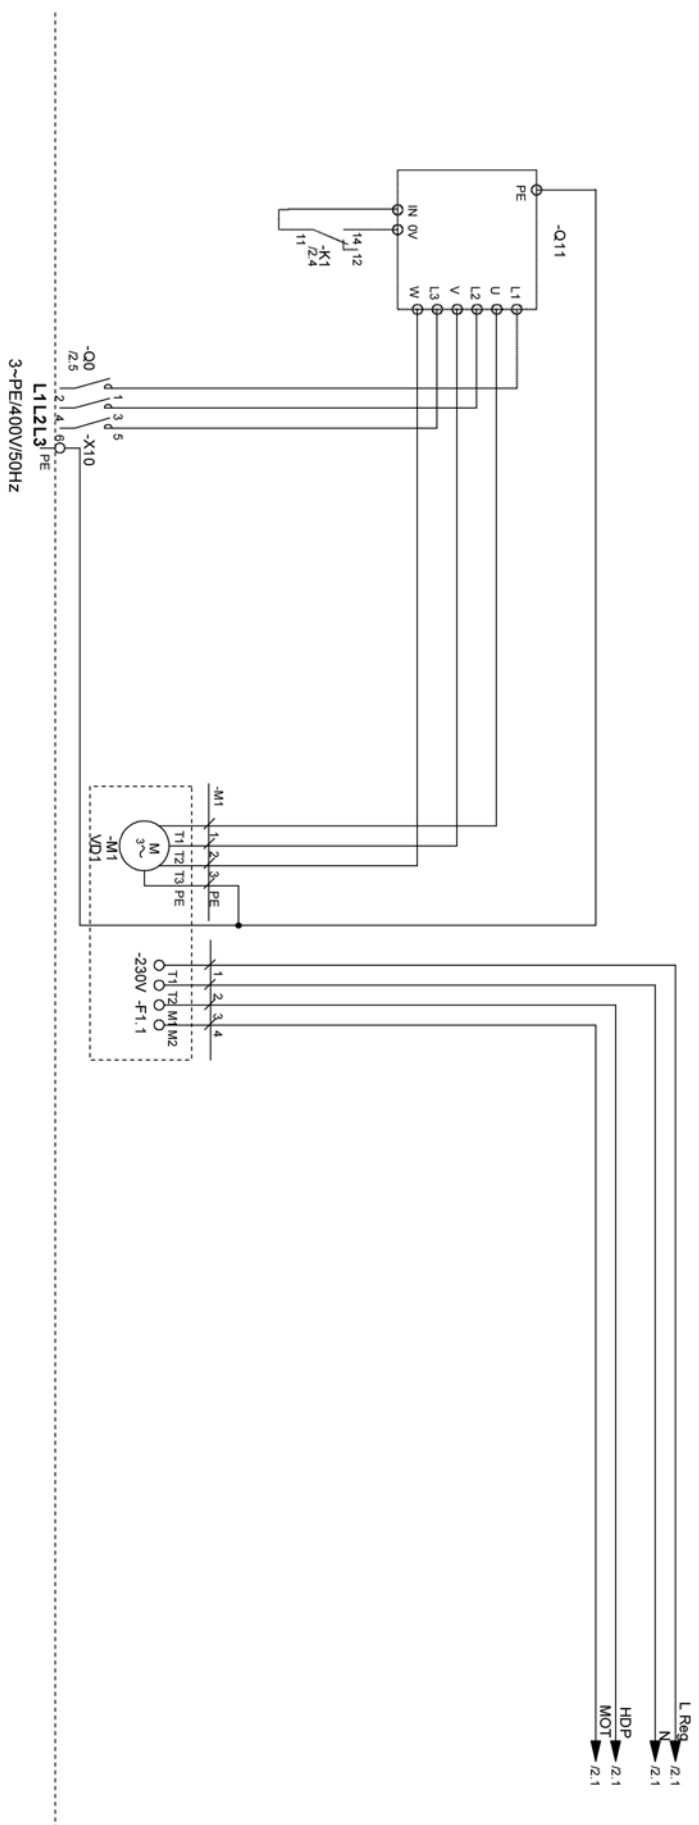 PE
-Q11
IN
0V
14
12
11
-K1
/2.4
W
L3
V
L2
U
L1
-Q0
/2.5
2
1
4
3
6
5
-X10
L1 L2 L3
PE
3~PE/400V/50Hz
-M1
1
2
3
PE
T1
T2
T3
PE
M
3~
-M1
VD1
1
2
3
4
T1
T2
M1
M2
-230V
-F1.1
L Reg
/2.1
N
/2.1
HDP
/2.1
MOT
/2.1